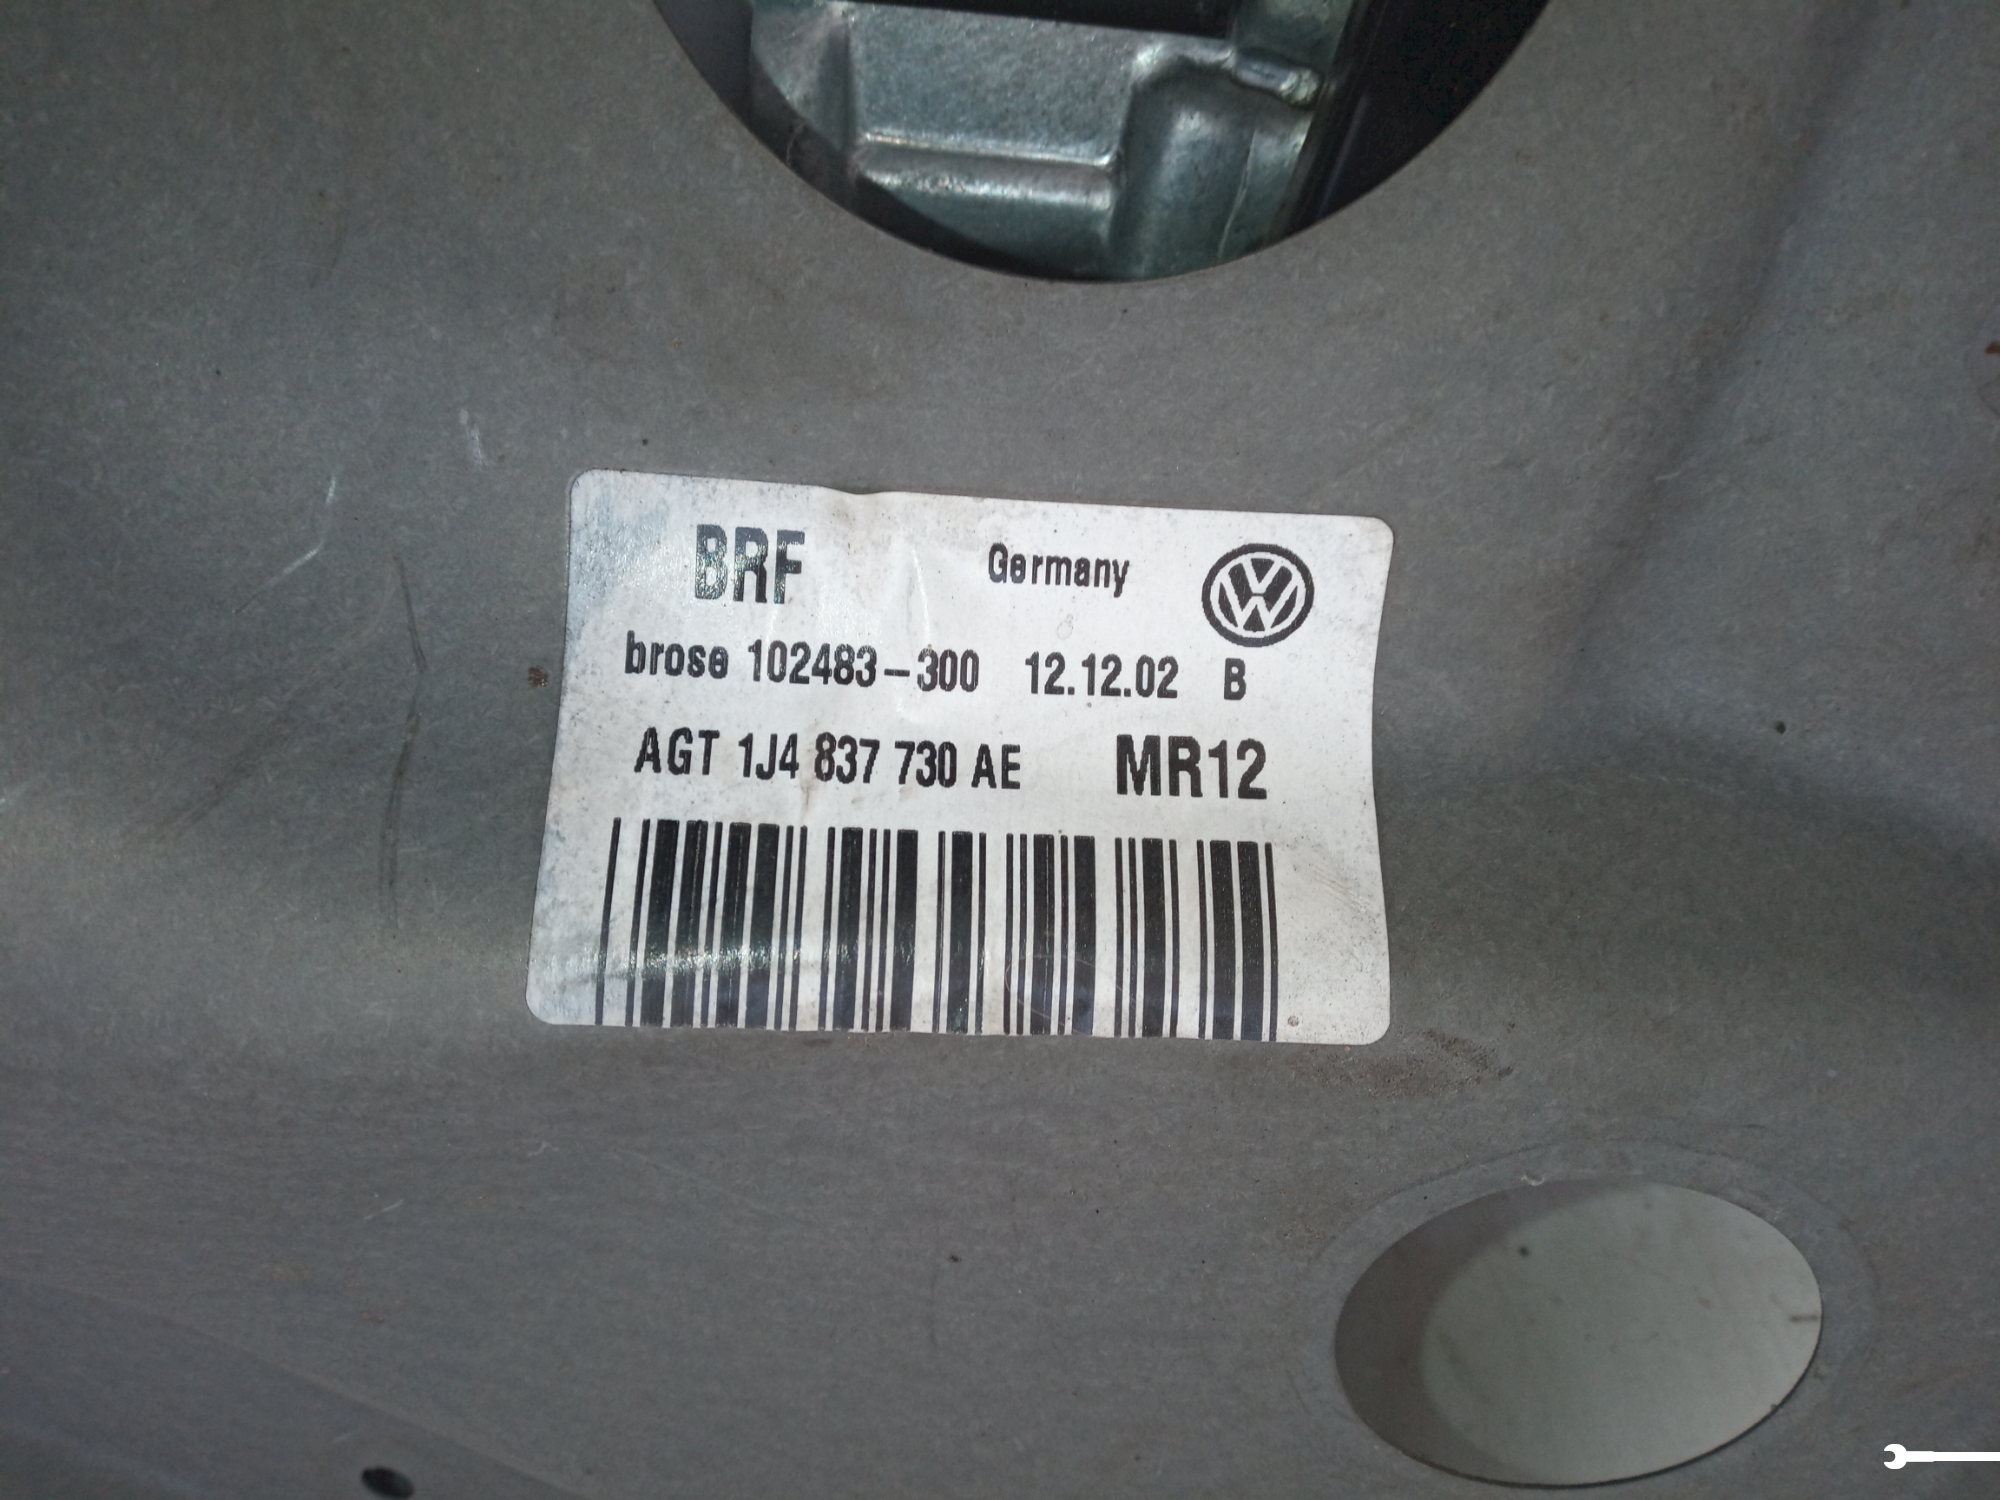 BRF Germany
brose 102483-300 12.12.02 B
AGT 1J4 837 730 AE MR12